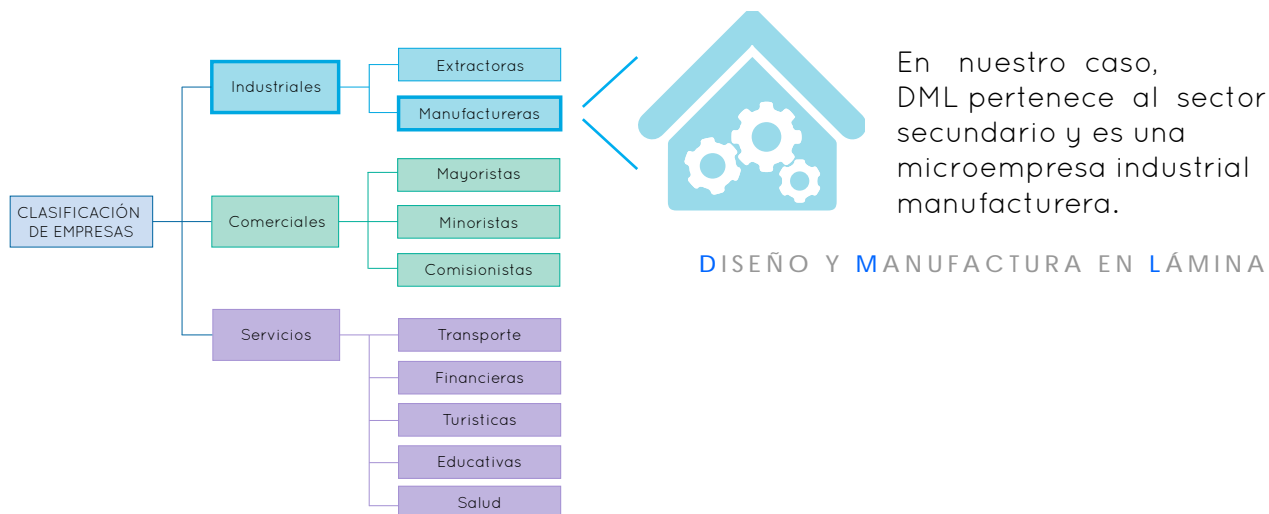 CLASIFICACIÓN
DE EMPRESAS
Industriales
Extractoras
Manufactureras
Comerciales
Mayoristas
Minoristas
Comisionistas
Servicios
Transporte
Financieras
Turisticas
Educativas
Salud
En nuestro caso,
DML pertenece al sector
secundario y es una
microempresa industrial
manufacturera.
DISEÑO Y MANUFACTURA EN LÁMINA